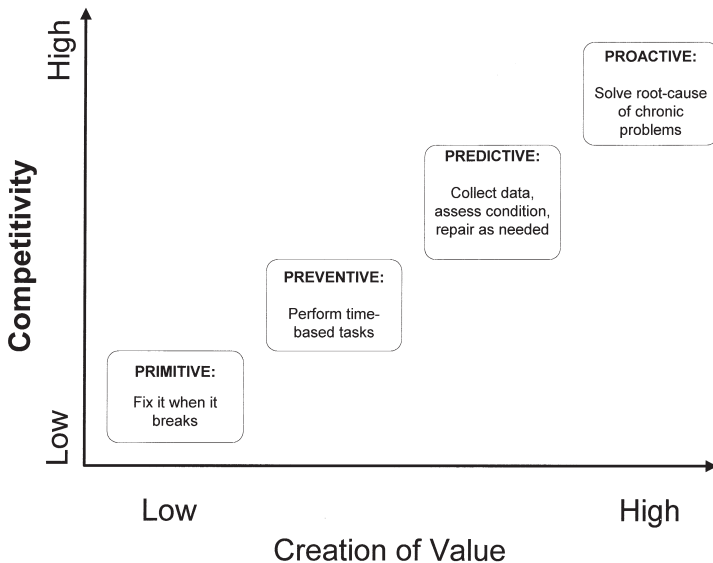 High
PROACTIVE:
Solve root-cause
of chronic
problems
PREDICTIVE:
Collect data,
assess condition,
repair as needed
Competitivity
PREVENTIVE:
Perform time-
based tasks
PRIMITIVE:
Fix it when it
breaks
Low
Low
High
Creation of Value